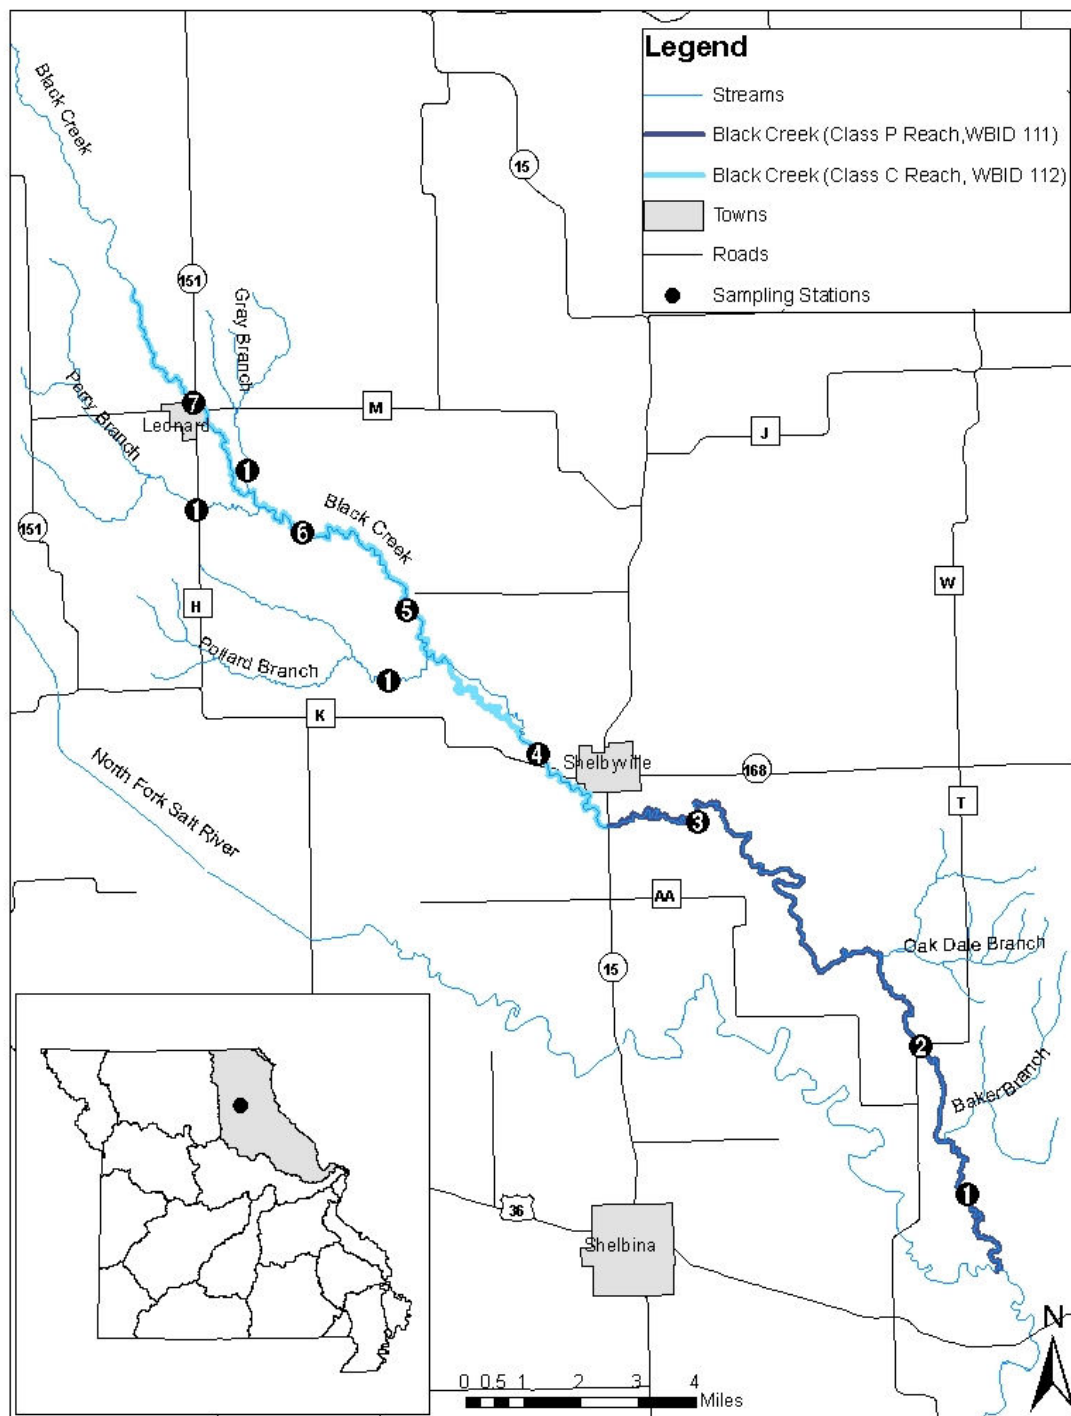 Legend
Streams
Black Creek (Class P Reach,WBID 111)
Black Creek (Class C Reach, WBID 112)
Towns
Roads
Sampling Stations
Black Creek
15
151
Gray Branch
Perry Branch
7
M
Leonard
J
1
1
Black Creek
151
6
W
H
5
Pollard Branch
1
K
4
Shelbyville
168
North Fork Salt River
T
3
AA
Oak Dale Branch
15
2
Baker Branch
1
36
Shelbina
N
0 0.5 1 2 3 4
Miles